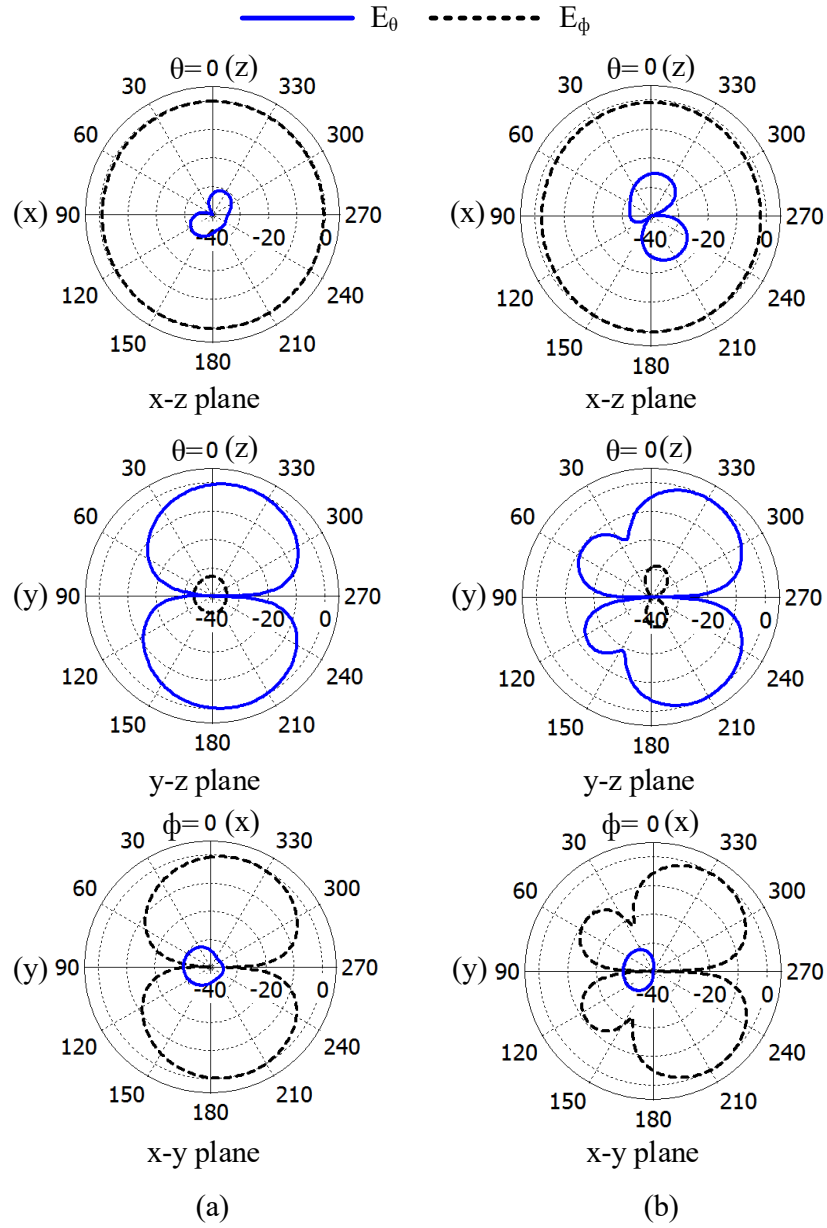 E_θ E_ϕ
θ= 0 (z) θ= 0 (z)
30 330 30 330
60 300 60 300
(x) 90 270 (x) 90 270
-40 -20 0 -40 -20 0
120 240 120 240
150 210 150 210
180 180
x-z plane x-z plane
θ= 0 (z) θ= 0 (z)
30 330 30 330
60 300 60 300
(y) 90 270 (y) 90 270
-40 -20 0 -40 -20 0
120 240 120 240
150 210 150 210
180 180
y-z plane y-z plane
ϕ= 0 (x) ϕ= 0 (x)
30 330 30 330
60 300 60 300
(y) 90 270 (y) 90 270
-40 -20 0 -40 -20 0
120 240 120 240
150 210 150 210
180 180
x-y plane x-y plane
(a) (b)